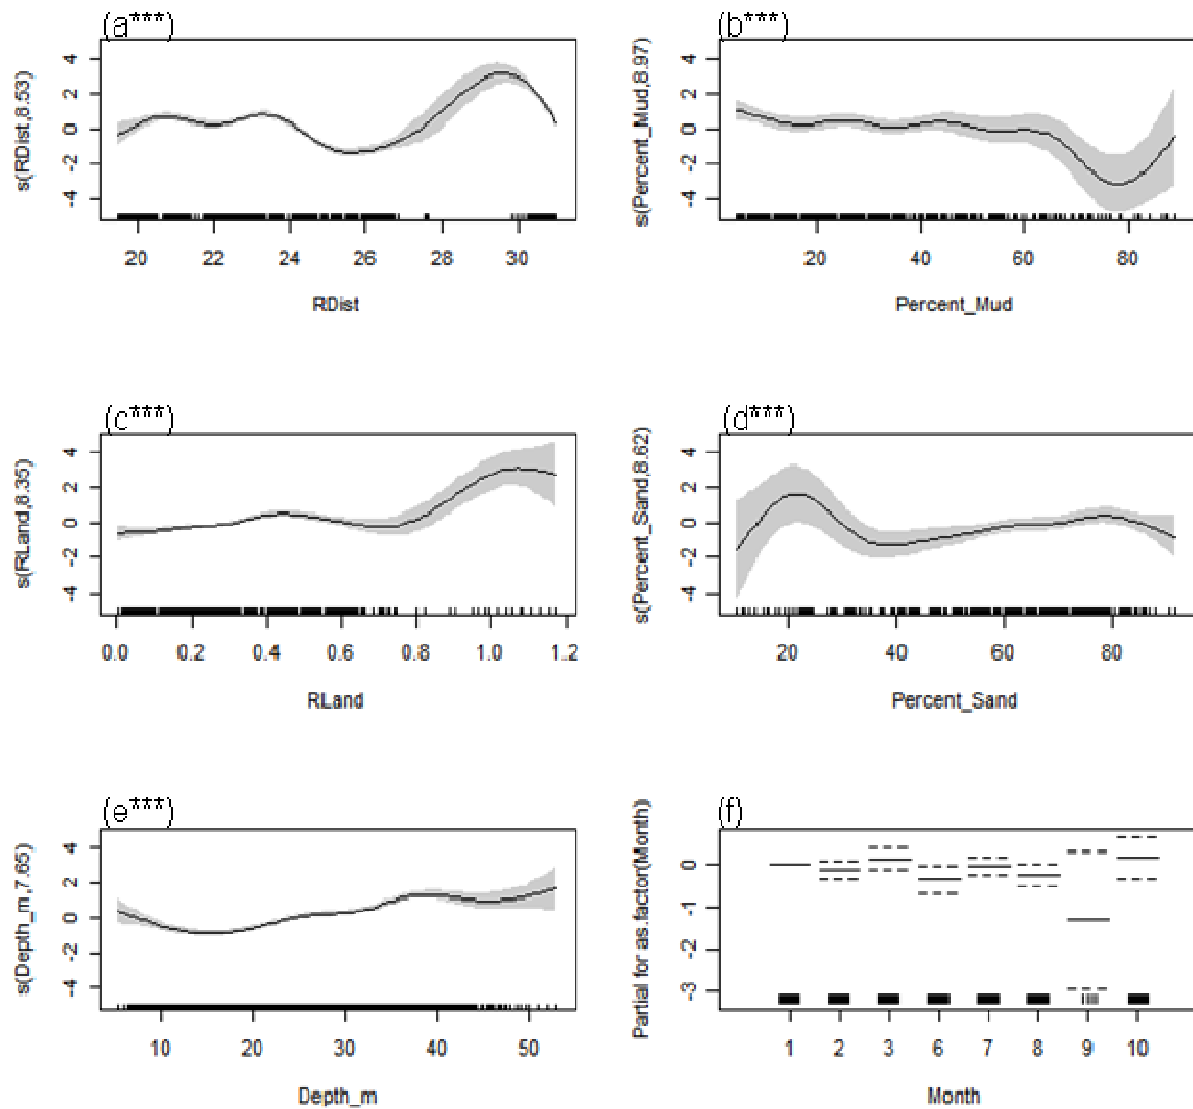 (a***)
s(RDist,8.53)
4
2
0
-2
-4
20 22 24 26 28 30
RDist
(b***)
s(Percent_Mud,8.97)
4
2
0
-2
-4
20 40 60 80
Percent_Mud
(c***)
s(RLand,8.35)
4
2
0
-2
-4
0.0 0.2 0.4 0.6 0.8 1.0 1.2
RLand
(d***)
s(Percent_Sand,8.62)
4
2
0
-2
-4
20 40 60 80
Percent_Sand
(e***)
s(Depth_m,7.65)
4
2
0
-2
-4
10 20 30 40 50
Depth_m
(f)
Partial for as.factor(Month)
0
-1
-2
-3
1 2 3 6 7 8 9 10
Month